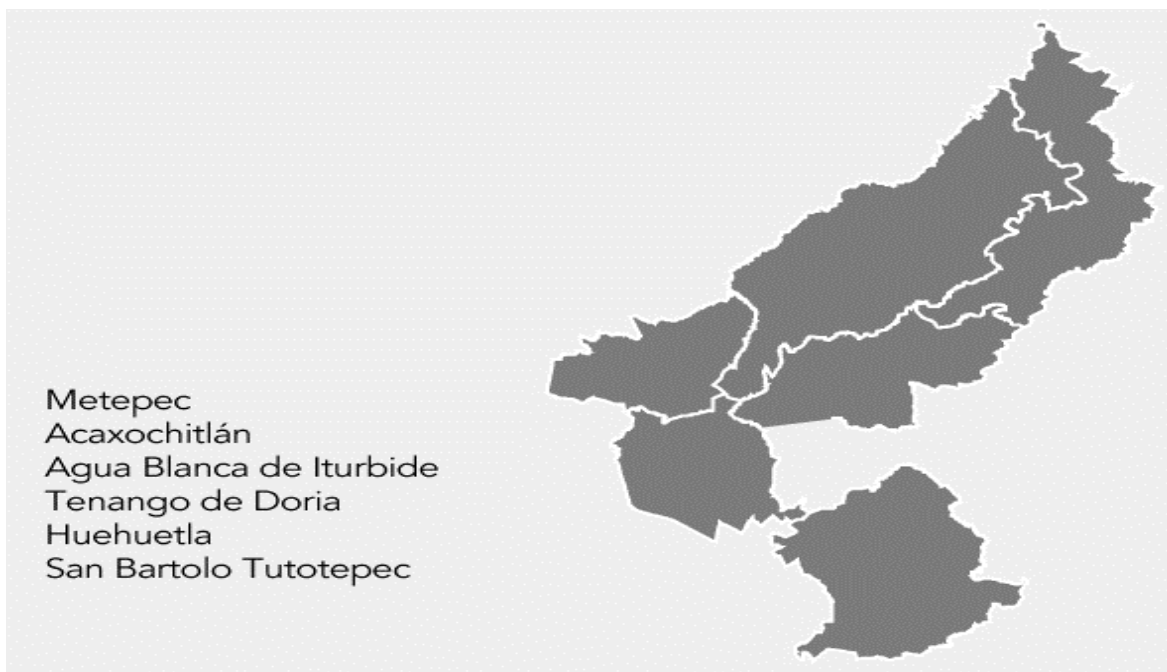 Metepec
Acaxochitlán
Agua Blanca de Iturbide
Tenango de Doria
Huehuetla
San Bartolo Tutotepec